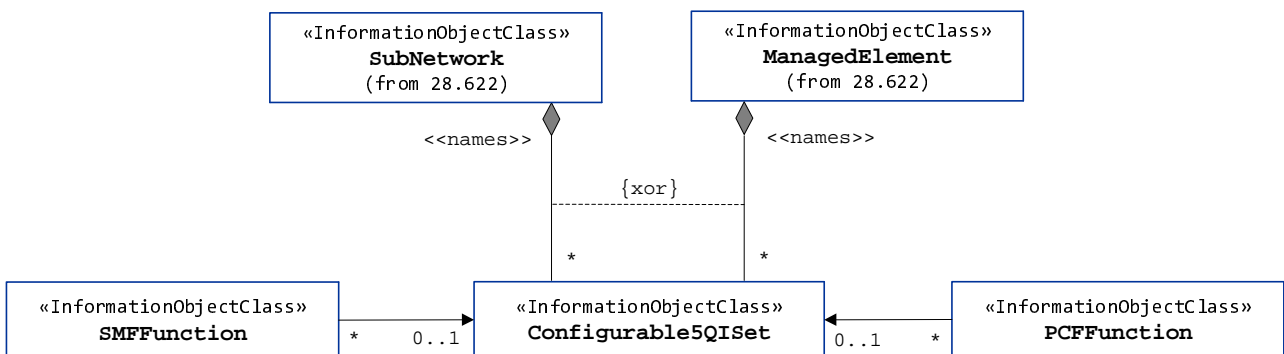 «InformationObjectClass»
SubNetwork
(from 28.622)
«InformationObjectClass»
ManagedElement
(from 28.622)
<<names>>
<<names>>
{xor}
*
*
«InformationObjectClass»
SMFFunction
*
0..1
«InformationObjectClass»
Configurable5QISet
0..1
*
«InformationObjectClass»
PCFFunction